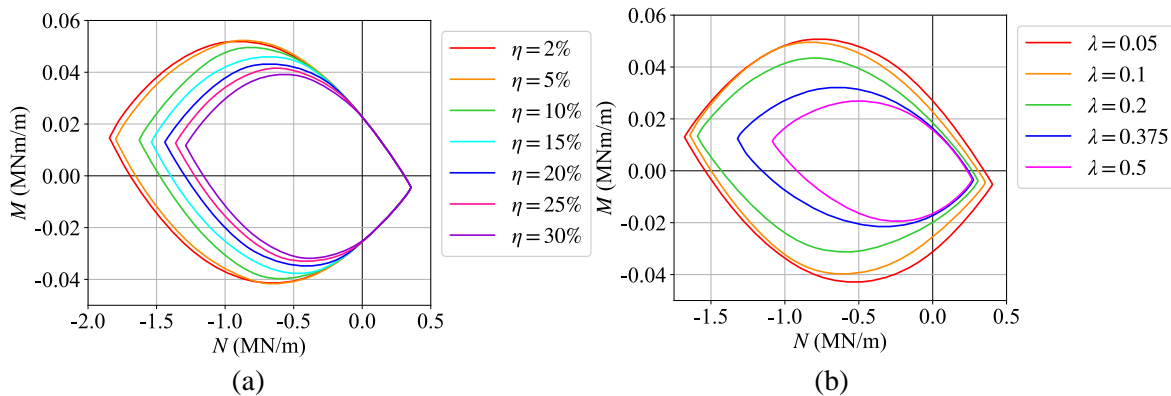 (a)
M (MNm/m)
0.06
0.04
0.02
0.00
-0.02
-0.04
-2.0 -1.5 -1.0 -0.5 0.0 0.5
N (MN/m)
η = 2%
η = 5%
η = 10%
η = 15%
η = 20%
η = 25%
η = 30%
(b)
M (MNm/m)
0.06
0.04
0.02
0.00
-0.02
-0.04
-1.5 -1.0 -0.5 0.0 0.5
N (MN/m)
λ = 0.05
λ = 0.1
λ = 0.2
λ = 0.375
λ = 0.5